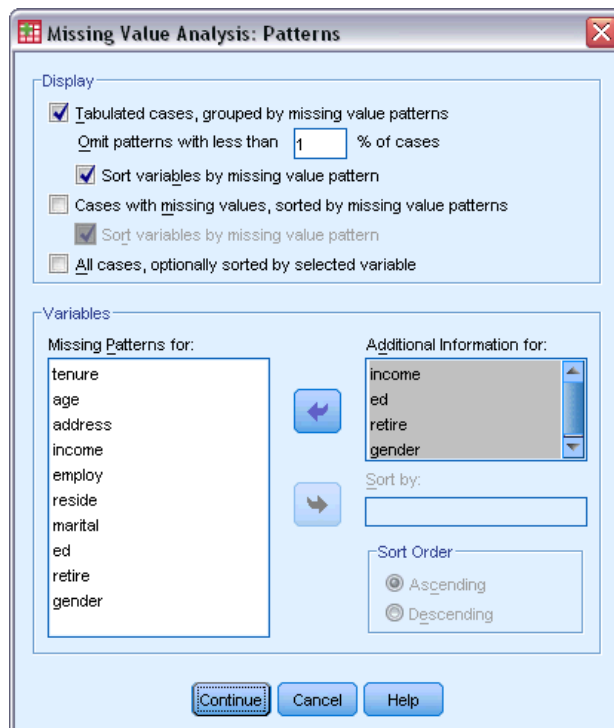 Missing Value Analysis: Patterns
Display
Tabulated cases, grouped by missing value patterns
Omit patterns with less than 1 % of cases
Sort variables by missing value pattern
Cases with missing values, sorted by missing value patterns
Sort variables by missing value pattern
All cases, optionally sorted by selected variable
Variables
Missing Patterns for:
tenure
age
address
income
employ
reside
marital
ed
retire
gender
Additional Information for:
income
ed
retire
gender
Sort by:
Sort Order
Ascending
Descending
Continue
Cancel
Help